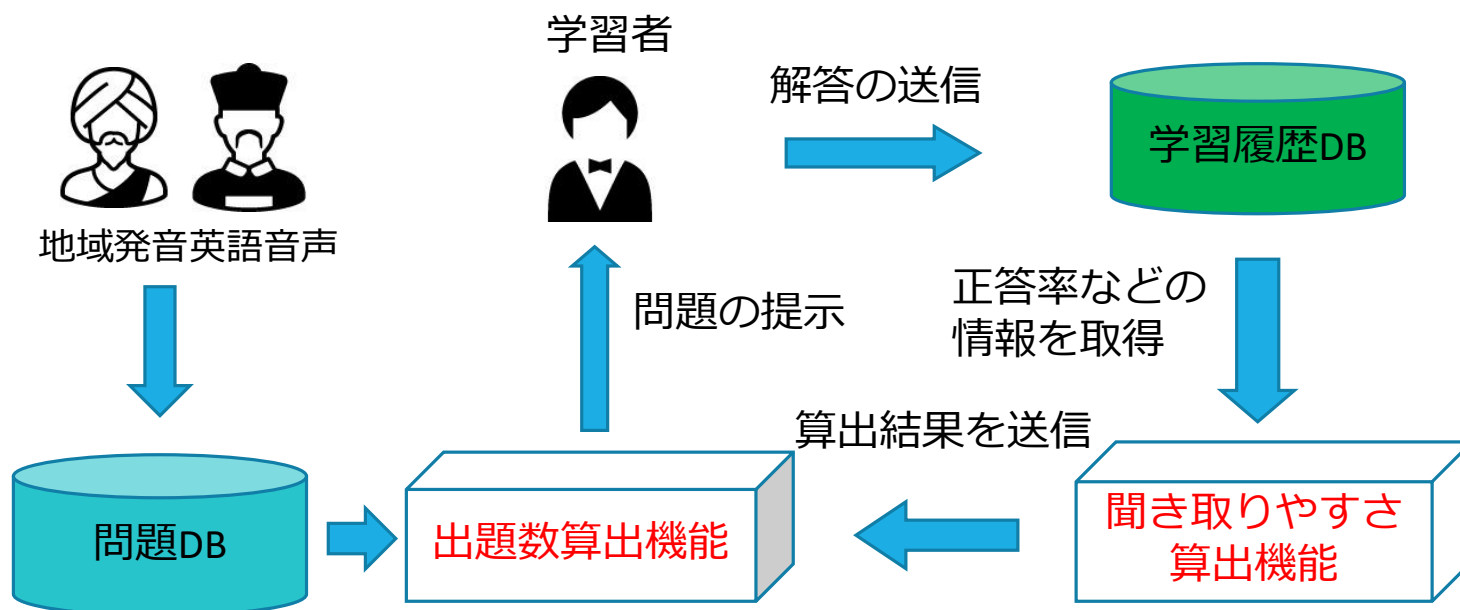 学習者
解答の送信
学習履歴DB
地域発音英語音声
問題の提示
正答率などの
情報を取得
算出結果を送信
問題DB
出題数算出機能
聞き取りやすさ
算出機能